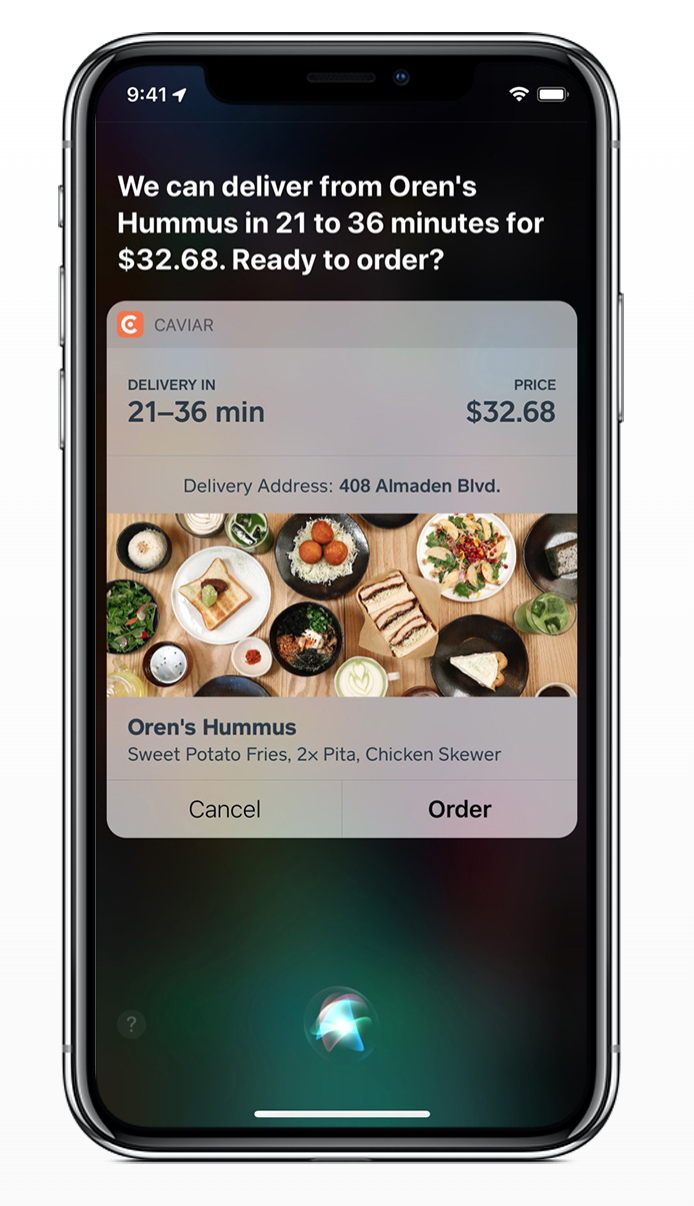 9:41
We can deliver from Oren's
Hummus in 21 to 36 minutes for
$32.68. Ready to order?
CAVIAR
DELIVERY IN
PRICE
21–36 min
$32.68
Delivery Address: 408 Almaden Blvd.
Oren's Hummus
Sweet Potato Fries, 2x Pita, Chicken Skewer
Cancel
Order
?